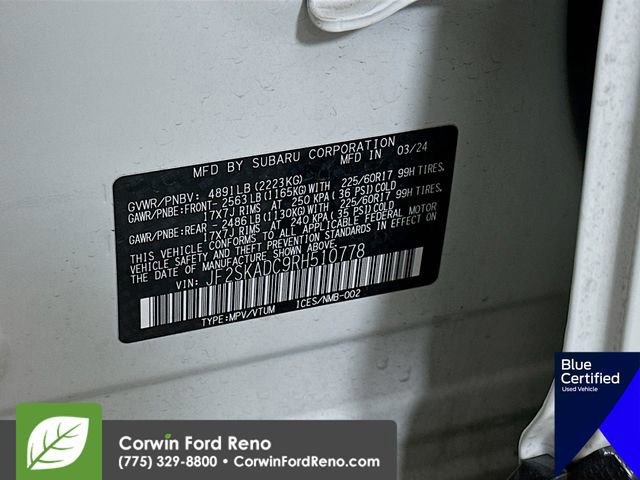 MFD BY SUBARU CORPORATION MFD IN 03/24
GVWR/PNBV: 4891LB(2223KG)
GAWR/PNBE:FRONT- 2563LB(1165KG)WITH 225/60R17 99H TIRES,
17X7J RIMS AT 250 KPA(36 PSI)COLD
GAWR/PNBE:REAR - 2486LB(1130KG)WITH 225/60R17 99H TIRES,
17X7J RIMS AT 240 KPA(35 PSI)COLD
THIS VEHICLE CONFORMS TO ALL APPLICABLE FEDERAL MOTOR
VEHICLE SAFETY STANDARDS IN EFFECT ON THE
DATE OF MANUFACTURE SHOWN ABOVE.
VIN: JF2SKADC9RH510778
TYPE:MPV/VTUM ICES/NMB-002
Blue
Certified
Used Vehicle
Corwin Ford Reno
(775) 329-8800 • CorwinFordReno.com